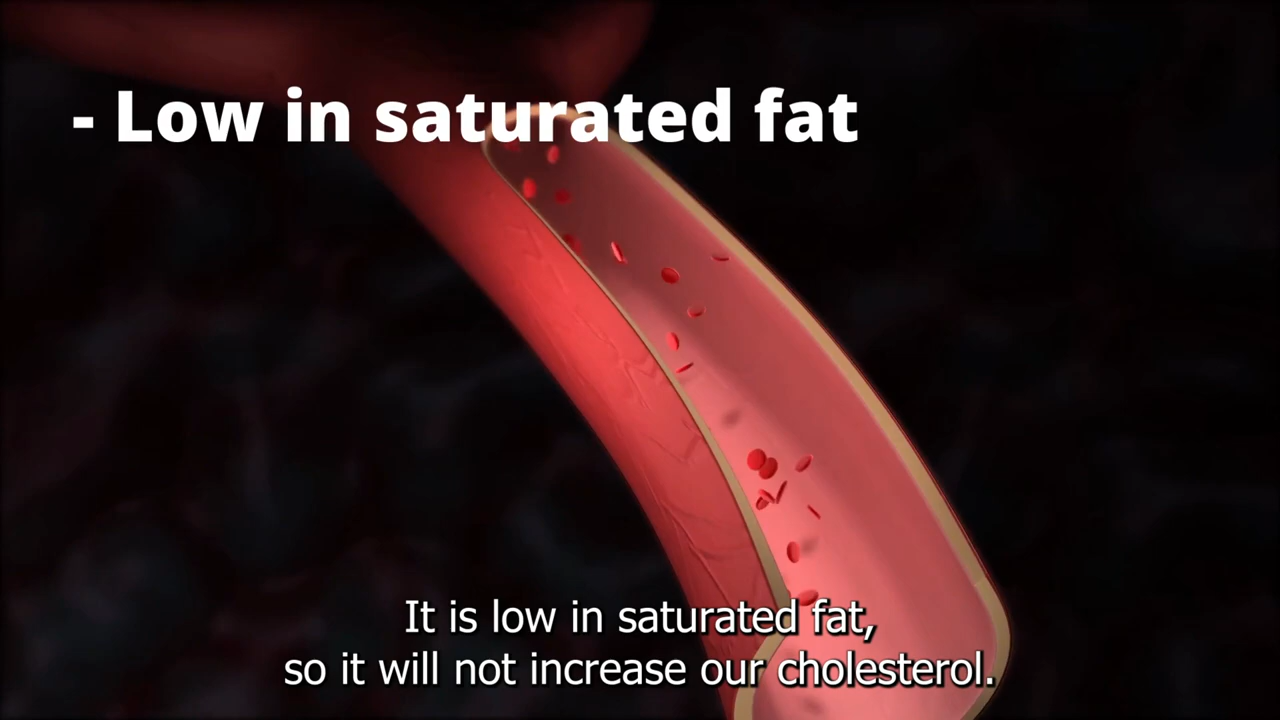 - Low in saturated fat
It is low in saturated fat,
so it will not increase our cholesterol.